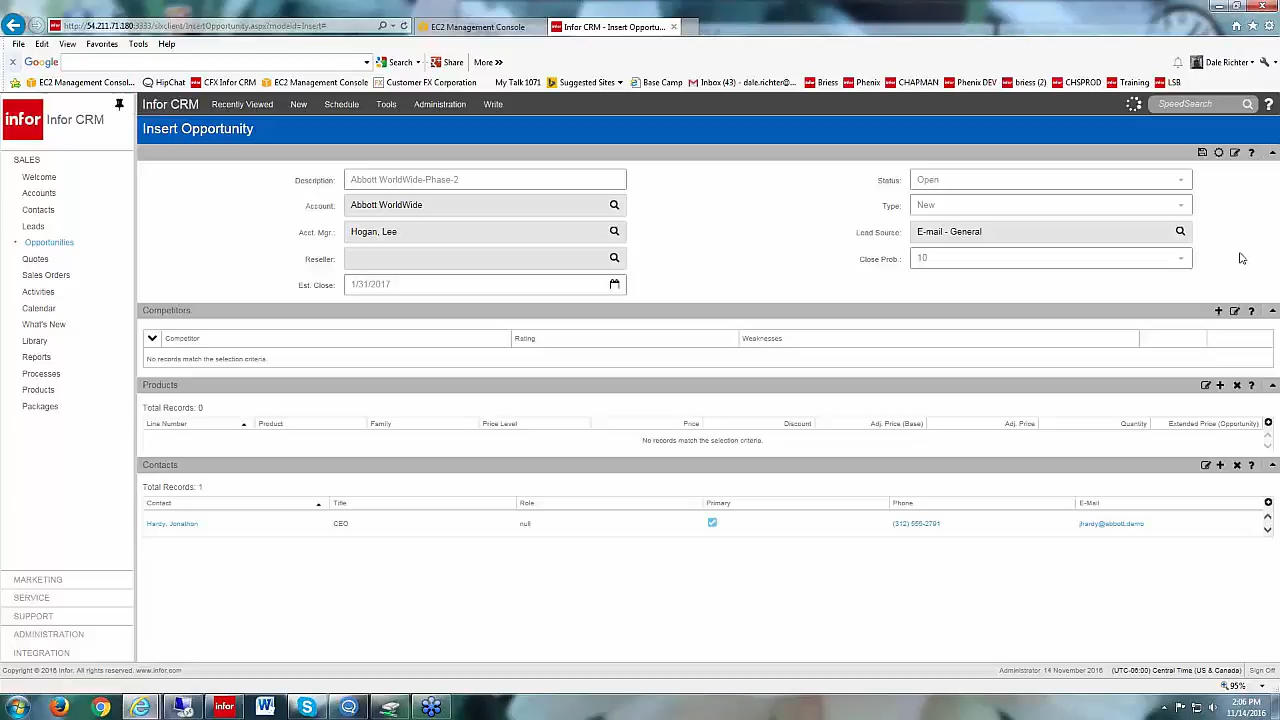 http://54.211.71.180:3333/slxclient/InsertOpportunity.aspx?modeid=Insert#
EC2 Management Console
Infor CRM - Insert Opportu...
File Edit View Favorites Tools Help
Google Search Share More » Dale Richter
EC2 Management Consol... HipChat CFX Infor CRM EC2 Management Console Customer FX Corporation My Talk 1071 Suggested Sites Base Camp Inbox (43) - dale.richter@... Briess Phenix CHAPMAN Phenix DEV briess (2) CHSPROD Training LSB
infor Infor CRM
Infor CRM Recently Viewed New Schedule Tools Administration Write SpeedSearch
Insert Opportunity
SALES
Welcome
Accounts
Contacts
Leads
Opportunities
Quotes
Sales Orders
Activities
Calendar
What's New
Library
Reports
Processes
Products
Packages
MARKETING
SERVICE
SUPPORT
ADMINISTRATION
INTEGRATION
Description: Abbott WorldWide-Phase-2
Account: Abbott WorldWide
Acct. Mgr.: Hogan, Lee
Reseller:
Est. Close: 1/31/2017
Status: Open
Type: New
Lead Source: E-mail - General
Close Prob.: 10
Competitors
Competitor Rating Weaknesses
No records match the selection criteria.
Products
Total Records: 0
Line Number Product Family Price Level Price Discount Adj. Price (Base) Adj. Price Quantity Extended Price (Opportunity)
No records match the selection criteria.
Contacts
Total Records: 1
Contact Title Role Primary Phone E-Mail
Hardy, Jonathon CEO null (312) 555-2791 jhardy@abbott.demo
Copyright © 2016 Infor. All rights reserved. www.infor.com
Administrator 14 November 2016 (UTC-06:00) Central Time (US & Canada) Sign Off
95%
2:06 PM
11/14/2016